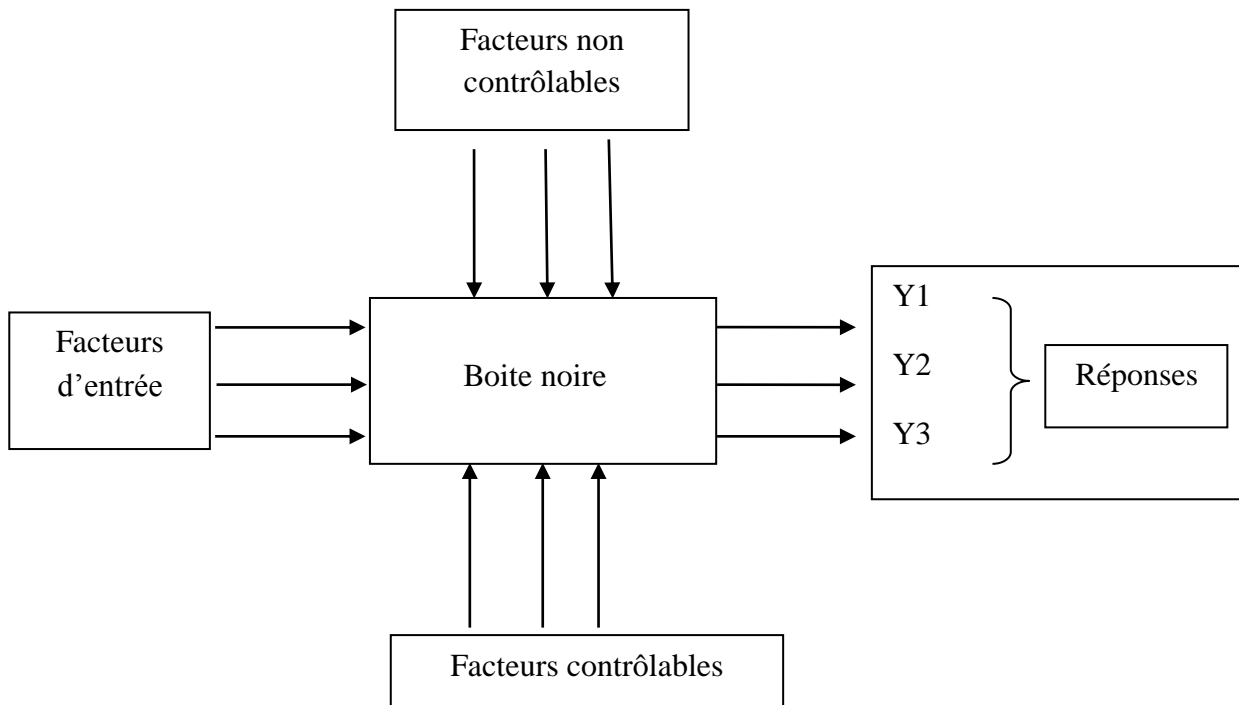 Facteurs non
contrôlables
Facteurs
d’entrée
Boite noire
Y1
Y2
Y3
Réponses
Facteurs contrôlables